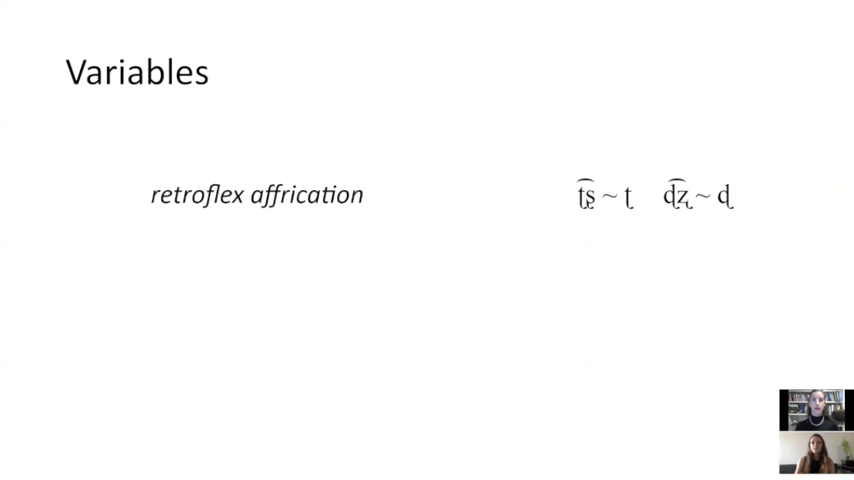 Variables
retroflex affrication ʈ͡ʂ ~ ʈ ɖ͡ʐ ~ ɖ